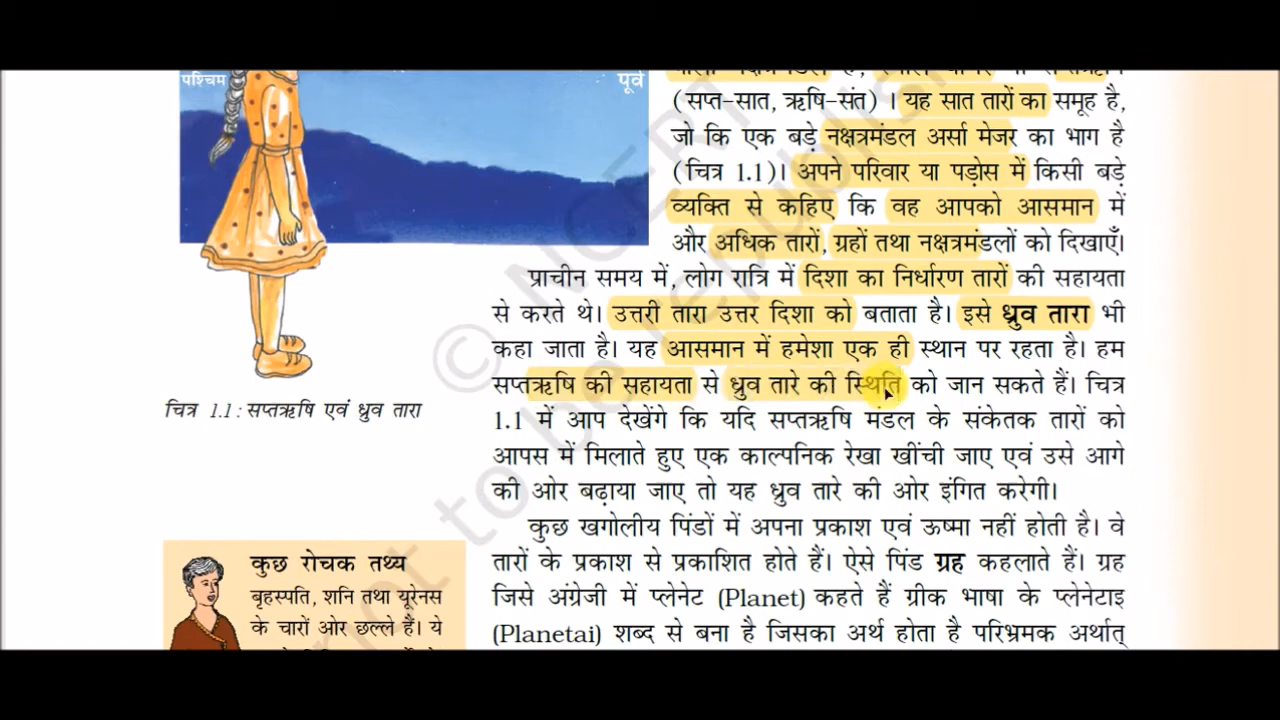 पश्चिम
पूर्व
(सप्त-सात, ऋषि-संत) । यह सात तारों का समूह है,
जो कि एक बड़े नक्षत्रमंडल अर्सा मेजर का भाग है
(चित्र 1.1)। अपने परिवार या पड़ोस में किसी बड़े
व्यक्ति से कहिए कि वह आपको आसमान में
और अधिक तारों, ग्रहों तथा नक्षत्रमंडलों को दिखाएँ।
प्राचीन समय में, लोग रात्रि में दिशा का निर्धारण तारों की सहायता
से करते थे। उत्तरी तारा उत्तर दिशा को बताता है। इसे ध्रुव तारा भी
कहा जाता है। यह आसमान में हमेशा एक ही स्थान पर रहता है। हम
सप्तऋषि की सहायता से ध्रुव तारे की स्थिति को जान सकते हैं। चित्र
1.1 में आप देखेंगे कि यदि सप्तऋषि मंडल के संकेतक तारों को
आपस में मिलाते हुए एक काल्पनिक रेखा खींची जाए एवं उसे आगे
की ओर बढ़ाया जाए तो यह ध्रुव तारे की ओर इंगित करेगी।
कुछ खगोलीय पिंडों में अपना प्रकाश एवं ऊष्मा नहीं होती है। वे
तारों के प्रकाश से प्रकाशित होते हैं। ऐसे पिंड ग्रह कहलाते हैं। ग्रह
जिसे अंग्रेजी में प्लेनेट (Planet) कहते हैं ग्रीक भाषा के प्लेनेटाइ
(Planetai) शब्द से बना है जिसका अर्थ होता है परिभ्रमक अर्थात्
चित्र 1.1 : सप्तऋषि एवं ध्रुव तारा
कुछ रोचक तथ्य
बृहस्पति, शनि तथा यूरेनस
के चारों ओर छल्ले हैं। ये
© NCERT
not to be republished